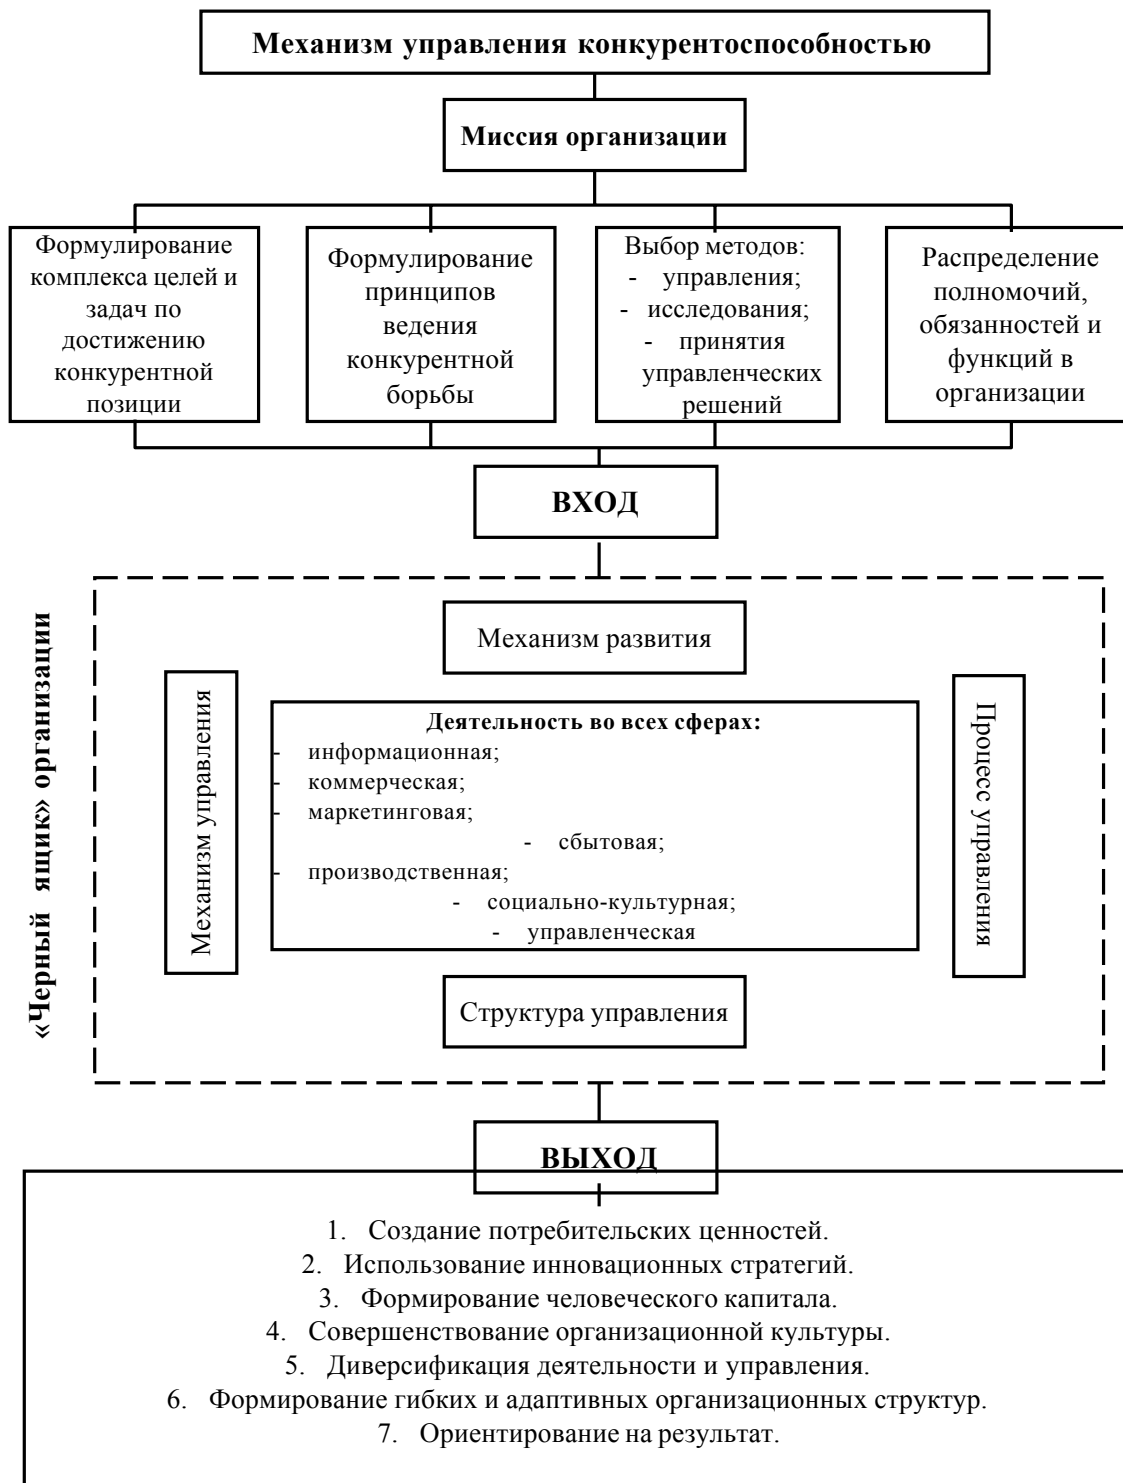 Механизм управления конкурентоспособностью
Миссия организации
Формулирование
комплекса целей и
задач по
достижению
конкурентной
позиции
Формулирование
принципов
ведения
конкурентной
борьбы
Выбор методов:
- управления;
- исследования;
- принятия
управленческих
решений
Распределение
полномочий,
обязанностей и
функций в
организации
ВХОД
«Черный ящик» организации
Механизм развития
Механизм управления
Деятельность во всех сферах:
- информационная;
- коммерческая;
- маркетинговая;
- сбытовая;
- производственная;
- социально-культурная;
- управленческая
Процесс управления
Структура управления
ВЫХОД
1. Создание потребительских ценностей.
2. Использование инновационных стратегий.
3. Формирование человеческого капитала.
4. Совершенствование организационной культуры.
5. Диверсификация деятельности и управления.
6. Формирование гибких и адаптивных организационных структур.
7. Ориентирование на результат.